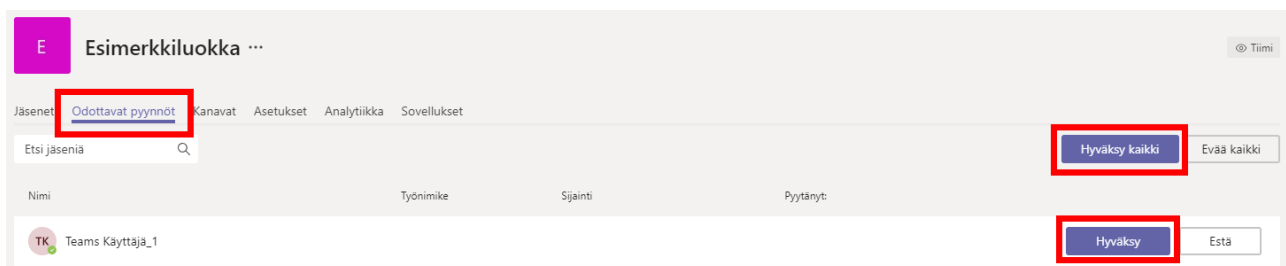 E Esimerkkiluokka ...
Tiimi
Jäsenet Odottavat pyynnöt Kanavat Asetukset Analytiikka Sovellukset
Etsi jäseniä Hyväksy kaikki Evää kaikki
Nimi Työnimike Sijainti Pyytänyt:
TK Teams Käyttäjä_1 Hyväksy Estä